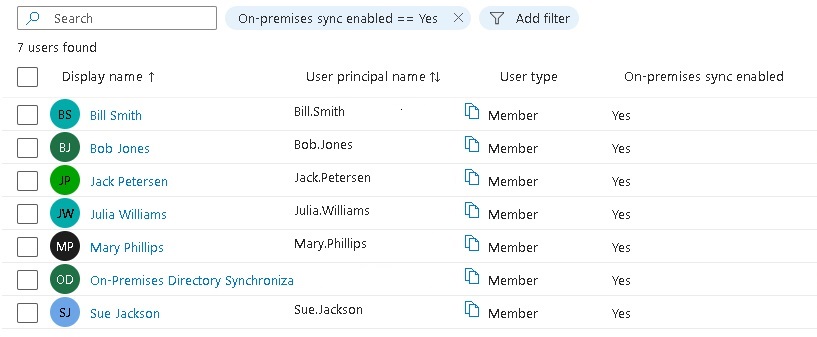 Search On-premises sync enabled == Yes Add filter
7 users found
Display name ↑ User principal name ↑↓ User type On-premises sync enabled
BS Bill Smith Bill.Smith Member Yes
BJ Bob Jones Bob.Jones Member Yes
JP Jack Petersen Jack.Petersen Member Yes
JW Julia Williams Julia.Williams Member Yes
MP Mary Phillips Mary.Phillips Member Yes
OD On-Premises Directory Synchroniza Member Yes
SJ Sue Jackson Sue.Jackson Member Yes